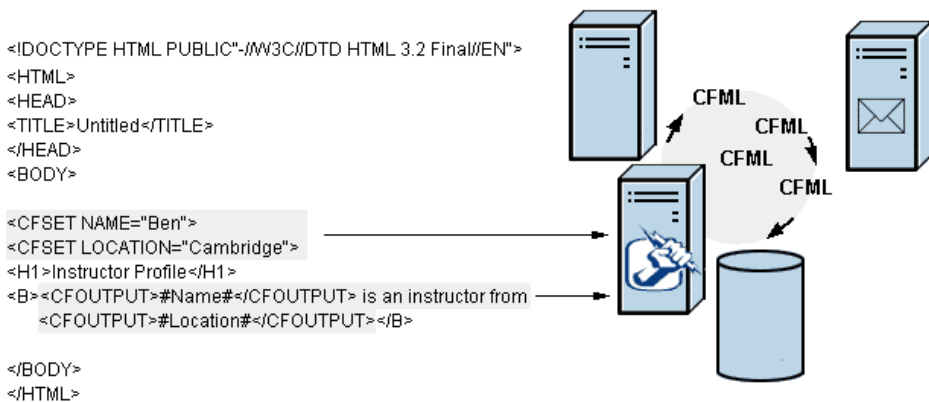 <!DOCTYPE HTML PUBLIC"-//W3C//DTD HTML 3.2 Final//EN">
<HTML>
<HEAD>
<TITLE>Untitled</TITLE>
</HEAD>
<BODY>
<CFSET NAME="Ben">
<CFSET LOCATION="Cambridge">
<H1>Instructor Profile</H1>
<B><CFOUTPUT>#Name#</CFOUTPUT> is an instructor from
<CFOUTPUT>#Location#</CFOUTPUT></B>
</BODY>
</HTML>
CFML
CFML
CFML
CFML